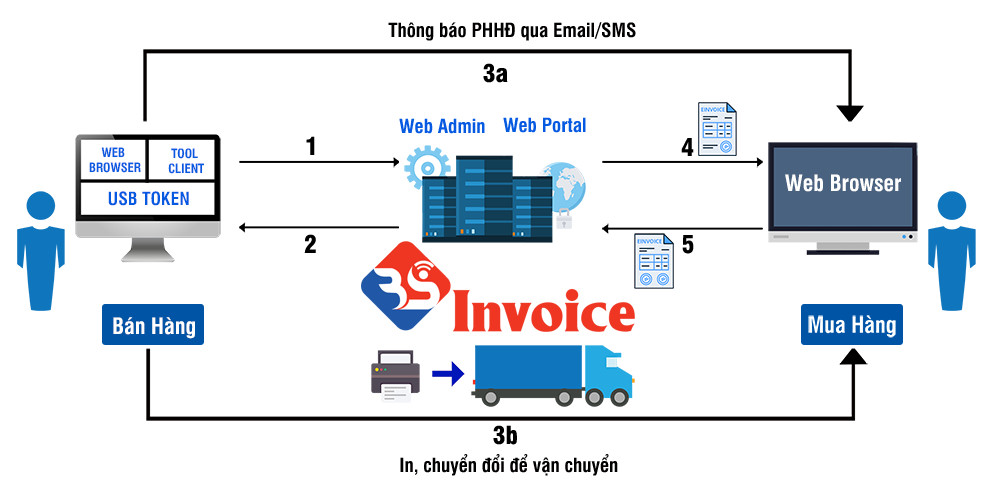 Thông báo PHHĐ qua Email/SMS
3a
Web Admin
Web Portal
EINVOICE
1
4
WEB BROWSER
TOOL CLIENT
USB TOKEN
Web Browser
2
EINVOICE
5
3S
Invoice
Bán Hàng
Mua Hàng
3b
In, chuyển đổi để vận chuyển